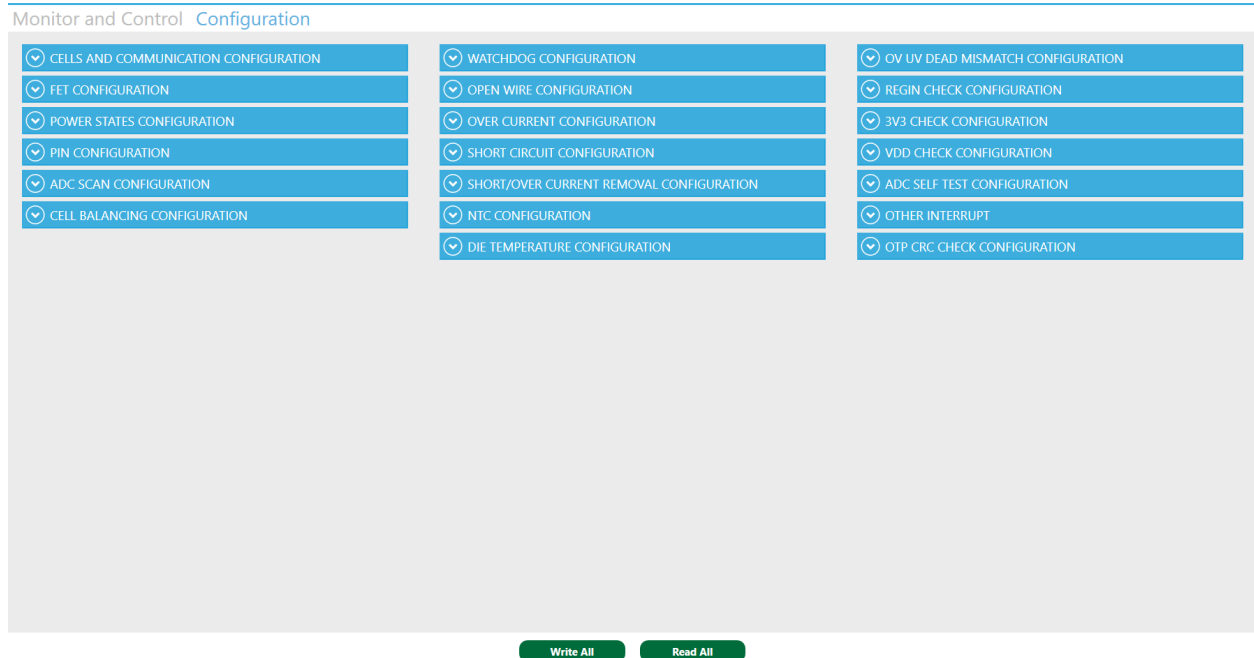 Monitor and Control Configuration
CELLS AND COMMUNICATION CONFIGURATION
FET CONFIGURATION
POWER STATES CONFIGURATION
PIN CONFIGURATION
ADC SCAN CONFIGURATION
CELL BALANCING CONFIGURATION
WATCHDOG CONFIGURATION
OPEN WIRE CONFIGURATION
OVER CURRENT CONFIGURATION
SHORT CIRCUIT CONFIGURATION
SHORT/OVER CURRENT REMOVAL CONFIGURATION
NTC CONFIGURATION
DIE TEMPERATURE CONFIGURATION
OV UV DEAD MISMATCH CONFIGURATION
REGIN CHECK CONFIGURATION
3V3 CHECK CONFIGURATION
VDD CHECK CONFIGURATION
ADC SELF TEST CONFIGURATION
OTHER INTERRUPT
OTP CRC CHECK CONFIGURATION
Write All
Read All